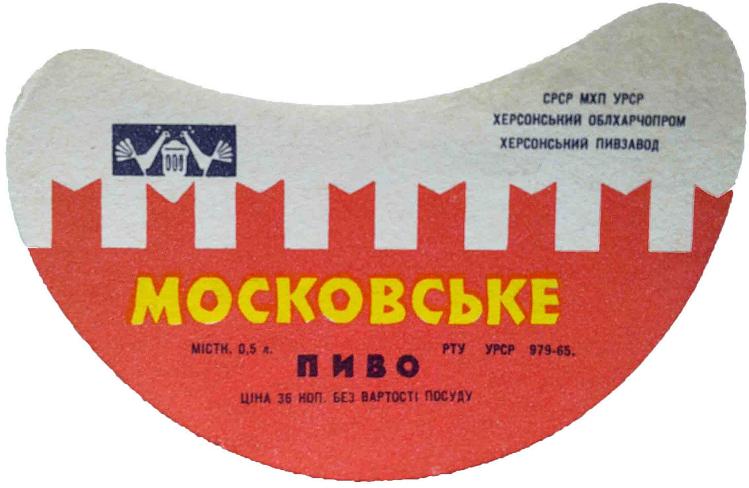 СРСР МХП УРСР
ХЕРСОНСЬКИЙ ОБЛХАРЧОПРОМ
ХЕРСОНСЬКИЙ ПИВЗАВОД
МОСКОВСЬКЕ
МІСТК. 0,5 л. РТУ УРСР 979-65.
ПИВО
ЦІНА 36 КОП. БЕЗ ВАРТОСТІ ПОСУДУ